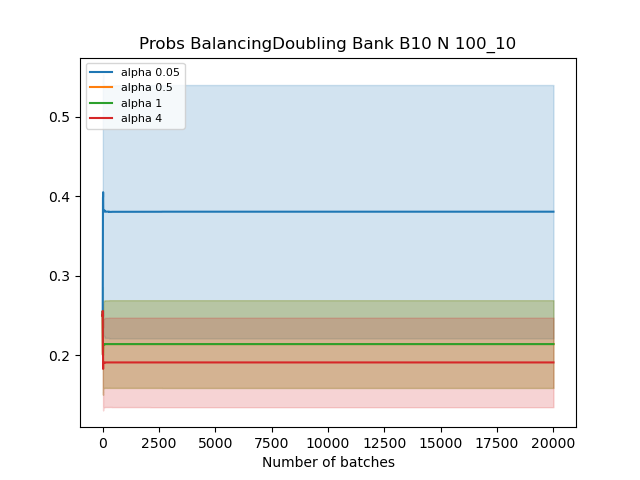 Probs BalancingDoubling Bank B10 N 100_10
alpha 0.05
alpha 0.5
alpha 1
alpha 4
0.5
0.4
0.3
0.2
0 2500 5000 7500 10000 12500 15000 17500 20000
Number of batches